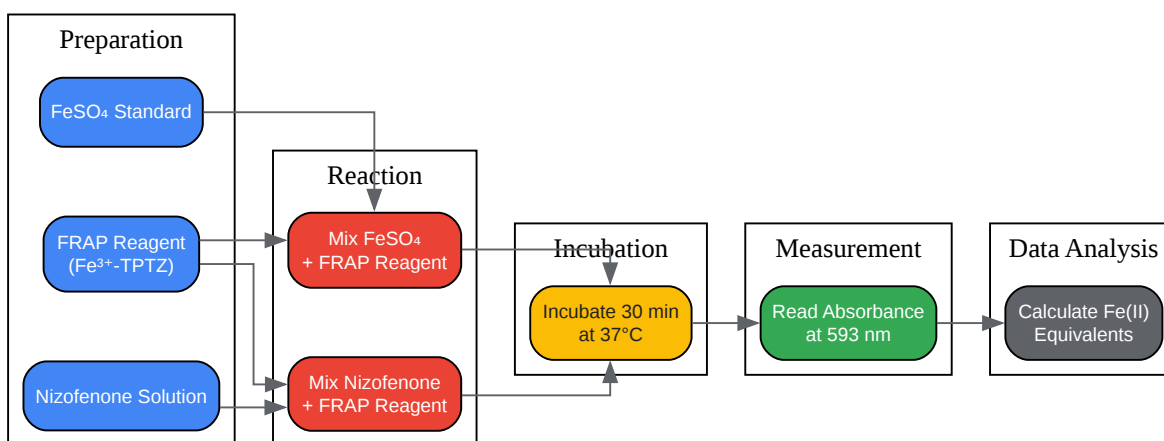 Preparation
FeSO₄ Standard
FRAP Reagent
(Fe³⁺-TPTZ)
Nizofenone Solution
Reaction
Mix FeSO₄
+ FRAP Reagent
Mix Nizofenone
+ FRAP Reagent
Incubation
Incubate 30 min
at 37°C
Measurement
Read Absorbance
at 593 nm
Data Analysis
Calculate Fe(II)
Equivalents